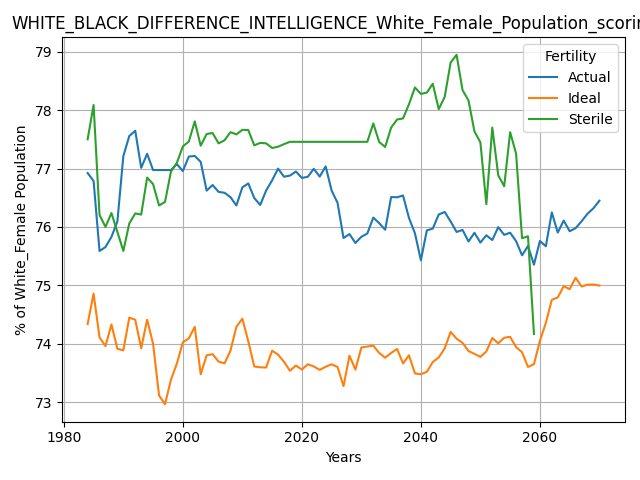 WHITE_BLACK_DIFFERENCE_INTELLIGENCE_White_Female_Population_scorin
Fertility
Actual
Ideal
Sterile
% of White_Female Population
79
78
77
76
75
74
73
1980
2000
2020
2040
2060
Years